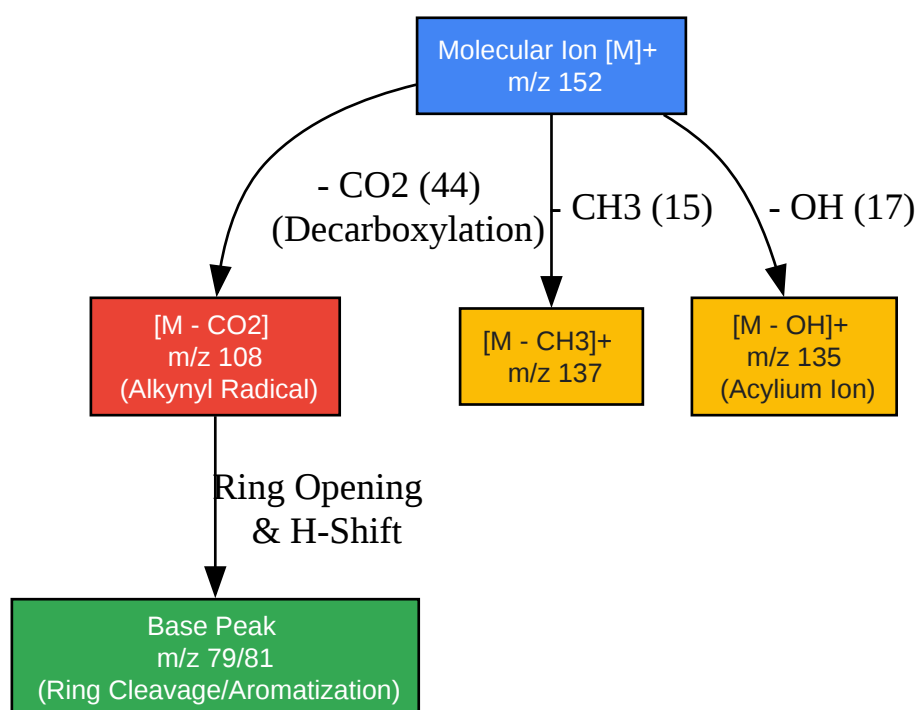 Molecular Ion [M]+
m/z 152
- CO2 (44)
(Decarboxylation)
- CH3 (15)
- OH (17)
[M - CO2]
m/z 108
(Alkynyl Radical)
[M - CH3]+
m/z 137
[M - OH]+
m/z 135
(Acylium Ion)
Ring Opening
& H-Shift
Base Peak
m/z 79/81
(Ring Cleavage/Aromatization)